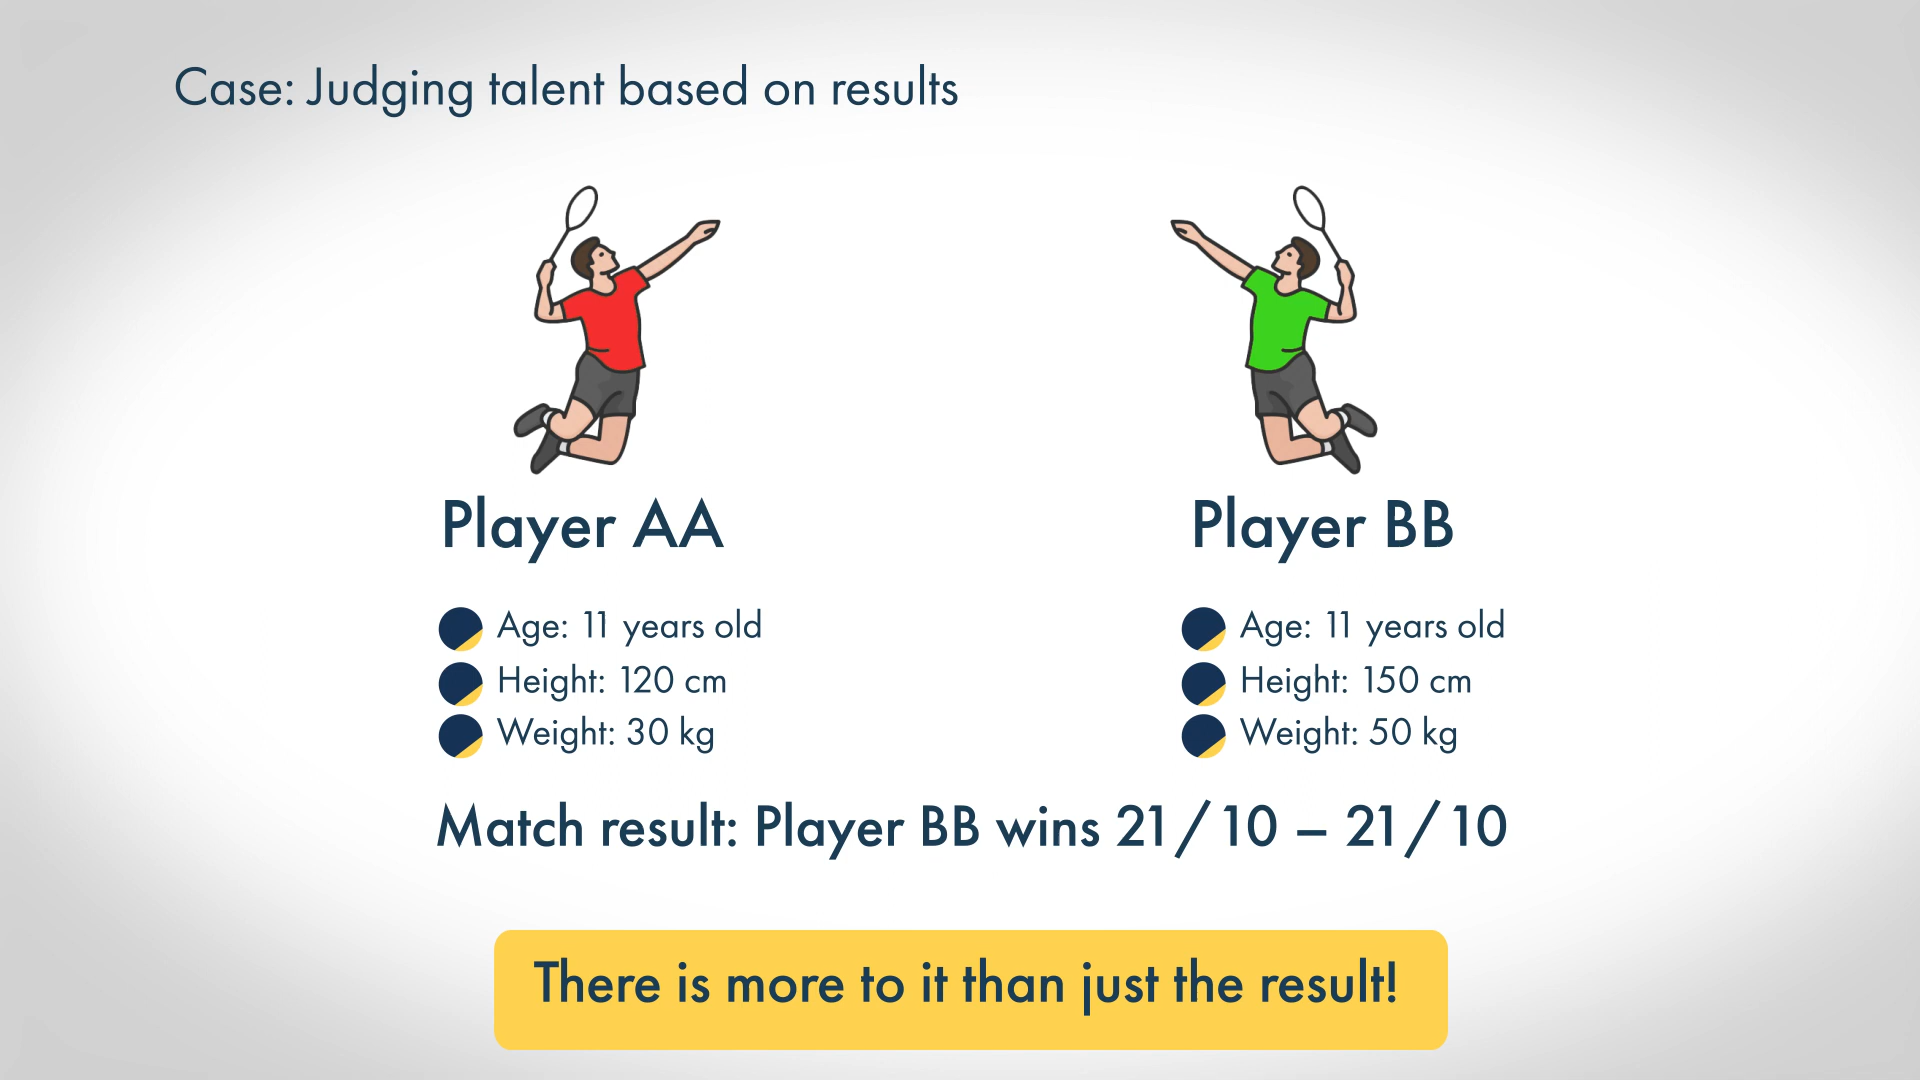 Case: Judging talent based on results
Player AA
Age: 11 years old
Height: 120 cm
Weight: 30 kg
Player BB
Age: 11 years old
Height: 150 cm
Weight: 50 kg
Match result: Player BB wins 21/10 – 21/10
There is more to it than just the result!